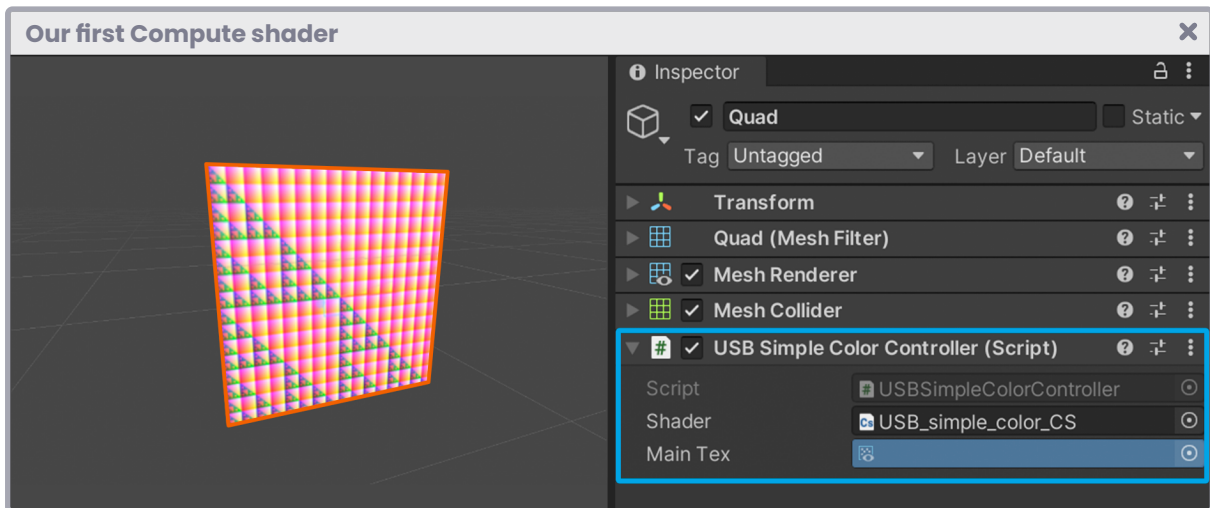 Our first Compute shader
Inspector
Quad
Static
Tag Untagged Layer Default
Transform
Quad (Mesh Filter)
Mesh Renderer
Mesh Collider
# USB Simple Color Controller (Script)
Script # USBSimpleColorController
Shader Cs USB_simple_color_CS
Main Tex